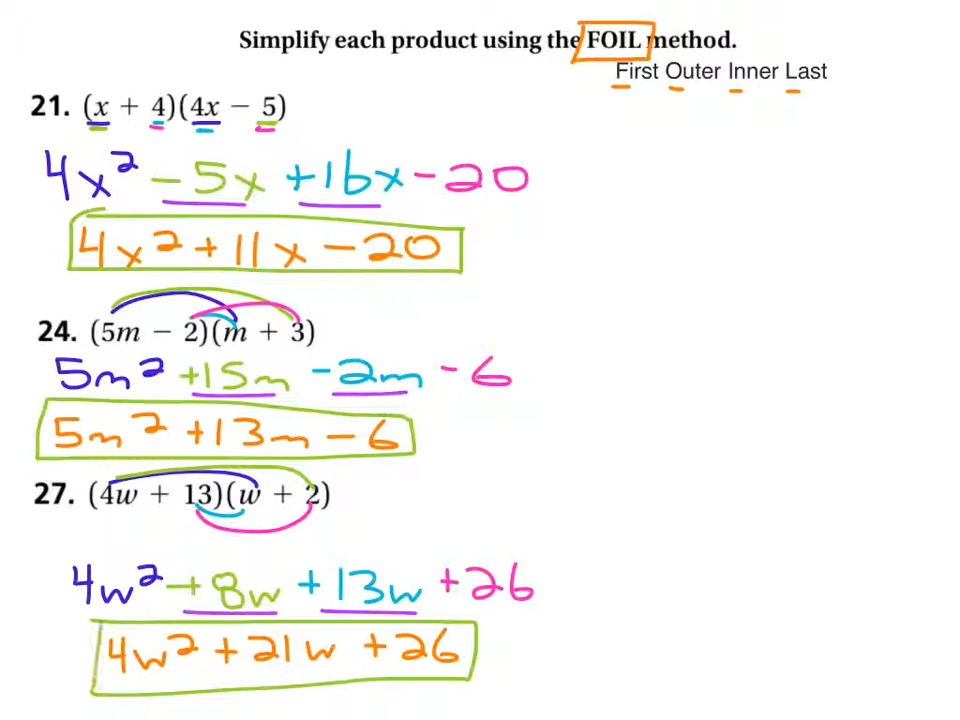 Simplify each product using the FOIL method.
First Outer Inner Last
21. (x + 4)(4x − 5)
4x² −5x +16x −20
4x² + 11x − 20
24. (5m − 2)(m + 3)
5m² +15m −2m −6
5m² +13m − 6
27. (4w + 13)(w + 2)
4w² +8w +13w +26
4w² + 21w + 26